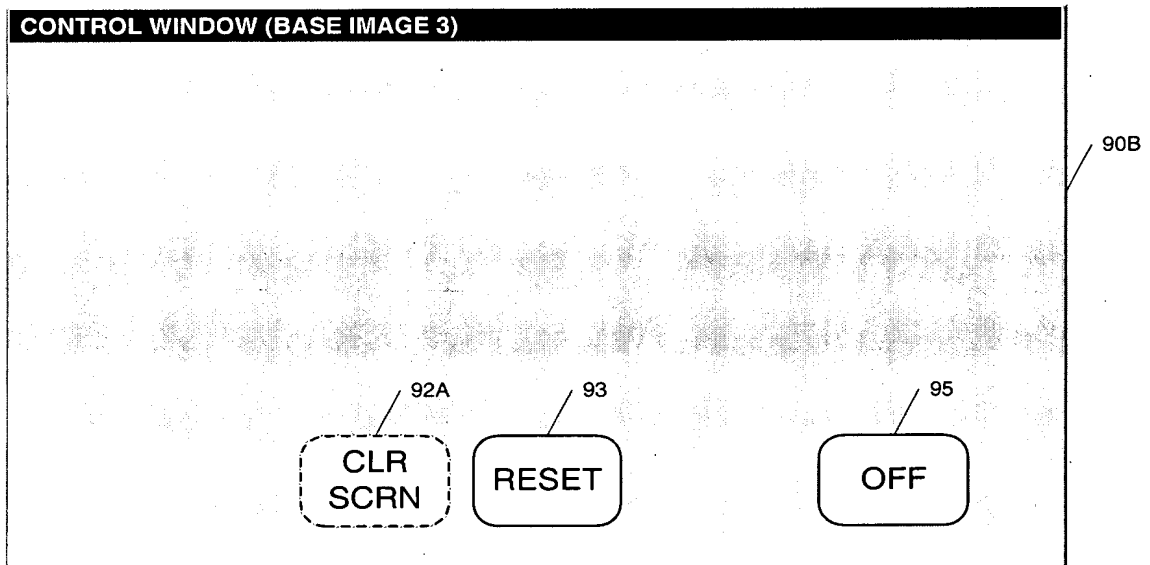 CONTROL WINDOW (BASE IMAGE 3)
90B
92A
93
95
CLR
SCRN
RESET
OFF